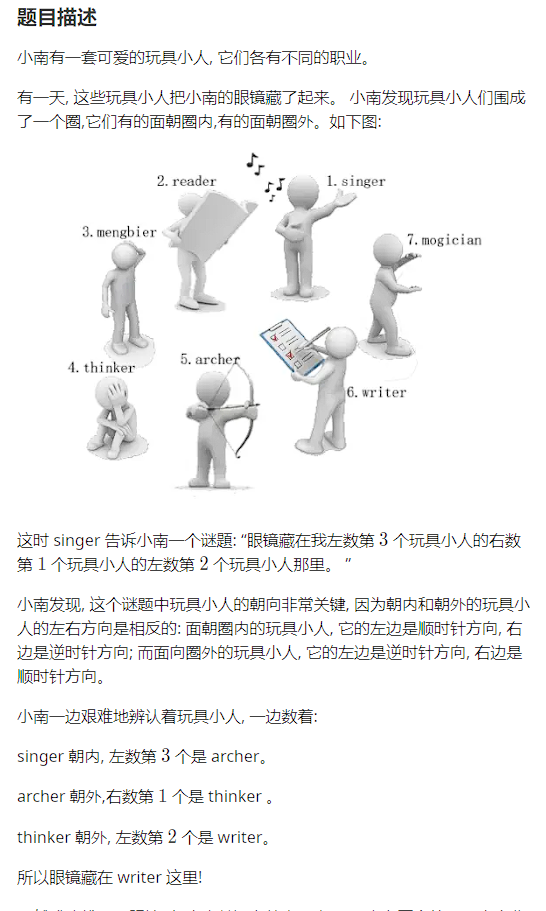 题目描述
小南有一套可爱的玩具小人, 它们各有不同的职业。
有一天, 这些玩具小人把小南的眼镜藏了起来。 小南发现玩具小人们围成
了一个圈,它们有的面朝圈内,有的面朝圈外。如下图:
2.reader
1.singer
3.mengbier
7.mogician
4.thinker
5.archer
6.writer
这时 singer 告诉小南一个谜題: “眼镜藏在我左数第 3 个玩具小人的右数
第 1 个玩具小人的左数第 2 个玩具小人那里。 ”
小南发现, 这个谜题中玩具小人的朝向非常关键, 因为朝内和朝外的玩具小
人的左右方向是相反的: 面朝圈内的玩具小人, 它的左边是顺时针方向, 右
边是逆时针方向; 而面向圈外的玩具小人, 它的左边是逆时针方向, 右边是
顺时针方向。
小南一边艰难地辨认着玩具小人, 一边数着:
singer 朝内, 左数第 3 个是 archer。
archer 朝外,右数第 1 个是 thinker 。
thinker 朝外, 左数第 2 个是 writer。
所以眼镜藏在 writer 这里!